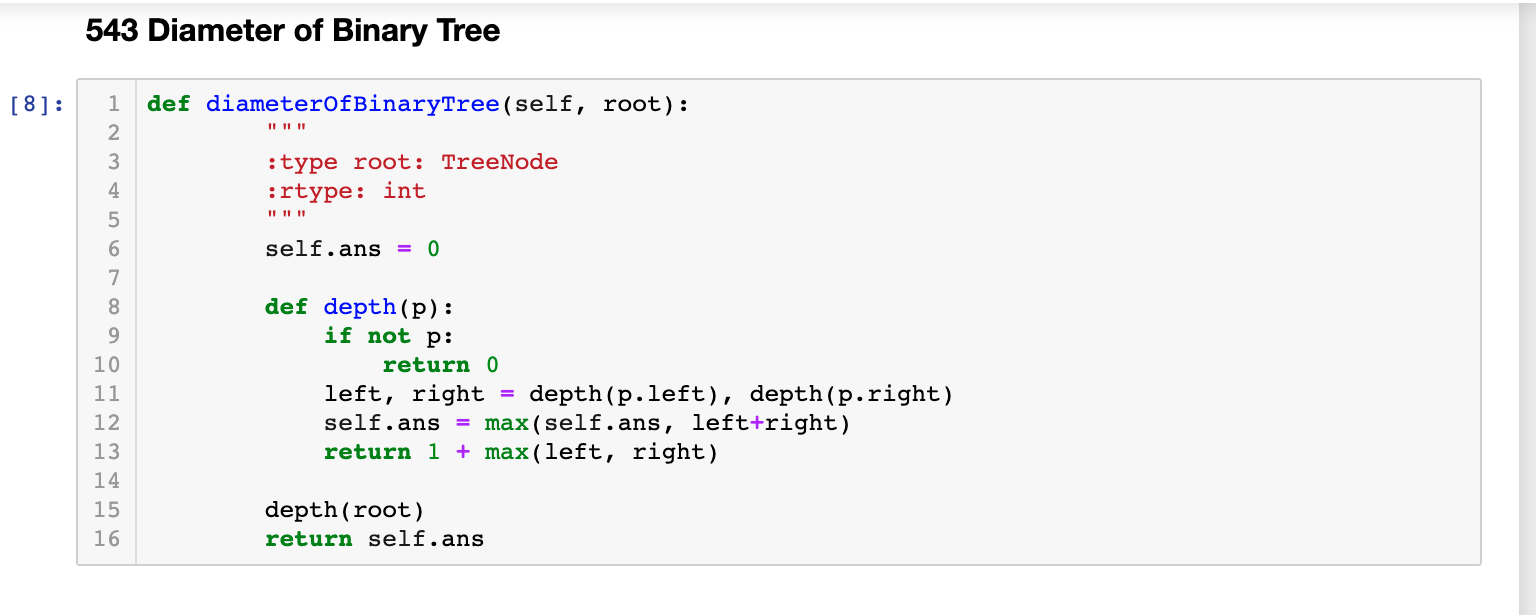 543 Diameter of Binary Tree
[8]:
1 def diameterOfBinaryTree(self, root):
2         """
3         :type root: TreeNode
4         :rtype: int
5         """
6         self.ans = 0
7
8         def depth(p):
9             if not p:
10                 return 0
11             left, right = depth(p.left), depth(p.right)
12             self.ans = max(self.ans, left+right)
13             return 1 + max(left, right)
14
15         depth(root)
16         return self.ans